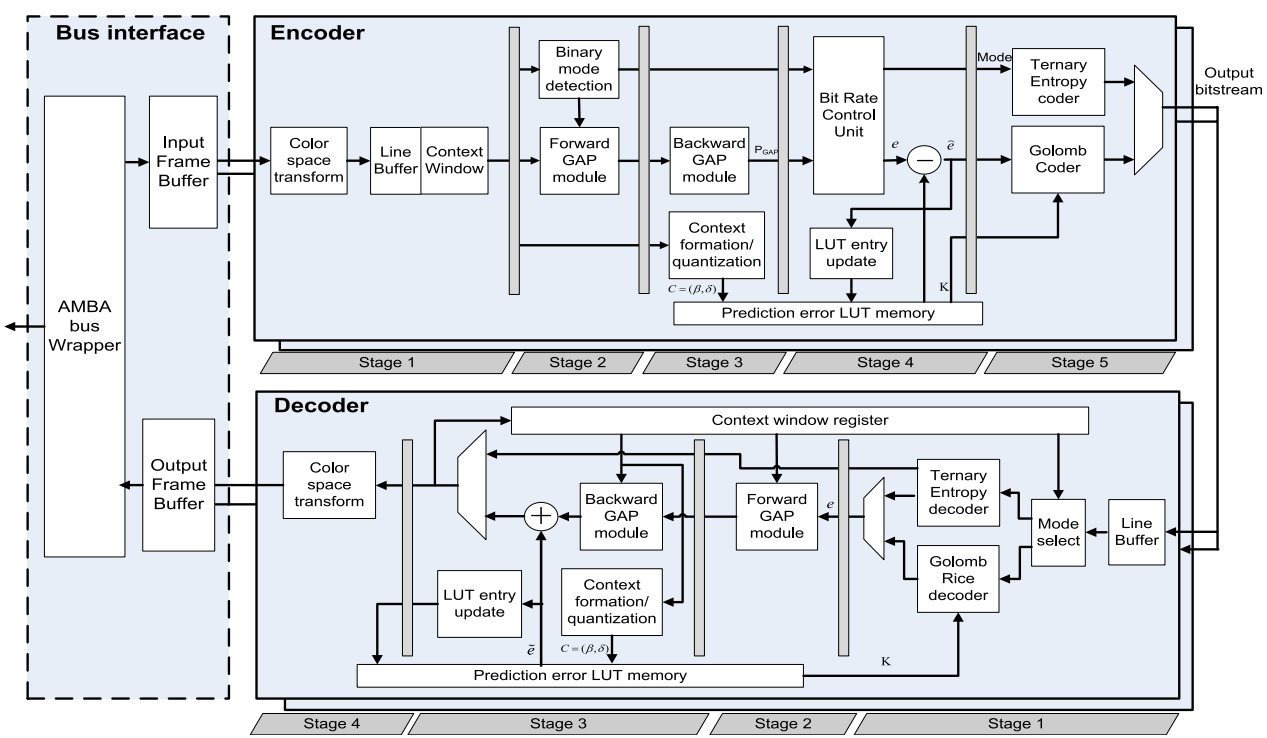 Bus interface
AMBA
bus
Wrapper
Input
Frame
Buffer
Output
Frame
Buffer
Encoder
Color
space
transform
Line
Buffer
Context
Window
Binary
mode
detection
Forward
GAP
module
Backward
GAP
module
PGAP
Context
formation/
quantization
C = (β,δ)
Bit Rate
Control
Unit
e
−
ẽ
LUT entry
update
Prediction error LUT memory
K
Mode
Ternary
Entropy
coder
Golomb
Coder
Output
bitstream
Stage 1
Stage 2
Stage 3
Stage 4
Stage 5
Decoder
Context window register
Color
space
transform
Backward
GAP
module
+
Forward
GAP
module
e
Ternary
Entropy
decoder
Golomb
Rice
decoder
Mode
select
Line
Buffer
LUT entry
update
Context
formation/
quantization
C = (β,δ)
ẽ
Prediction error LUT memory
K
Stage 4
Stage 3
Stage 2
Stage 1